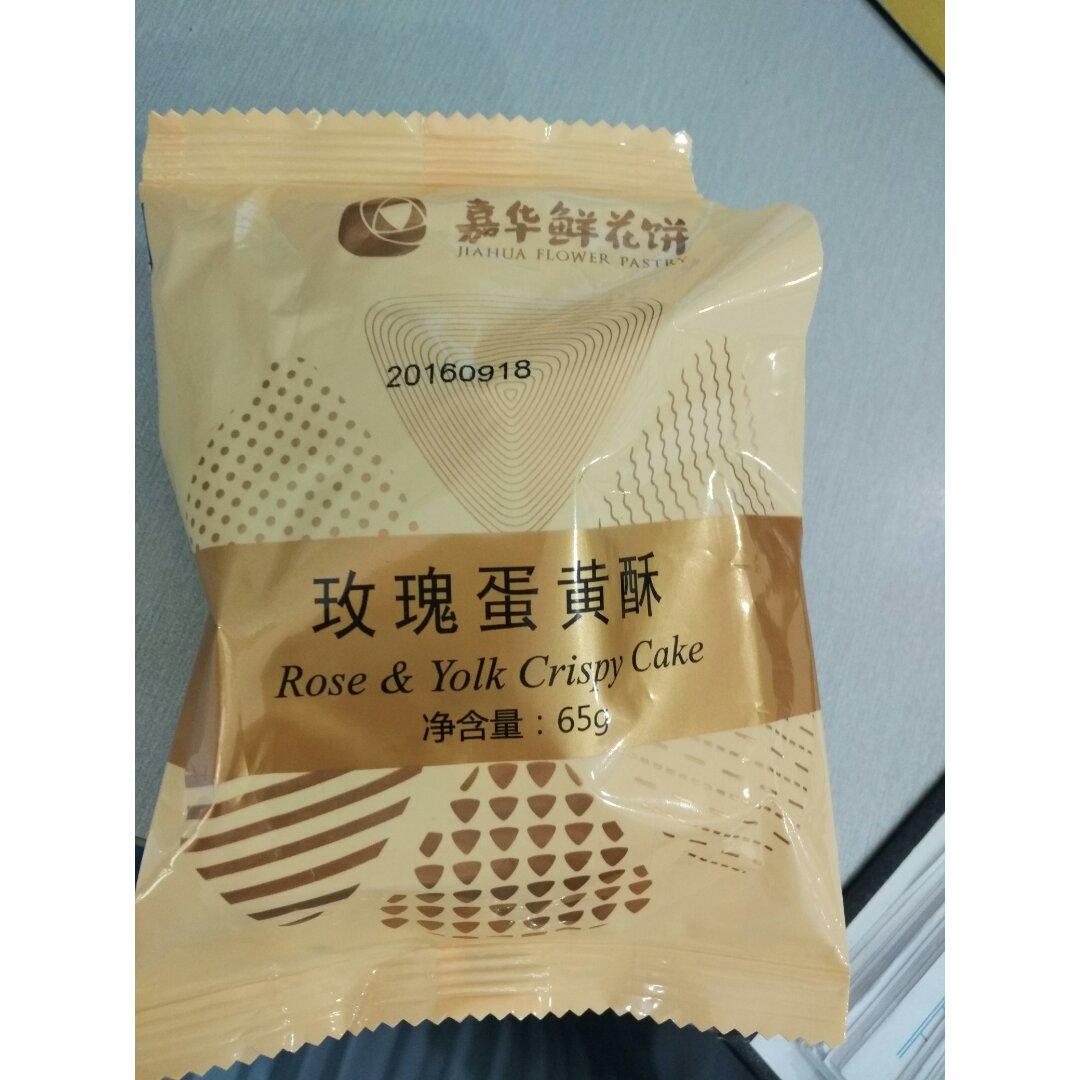 嘉华鲜花饼
JIAHUA FLOWER PASTRY
20160918
玫瑰蛋黄酥
Rose & Yolk Crispy Cake
净含量：65g